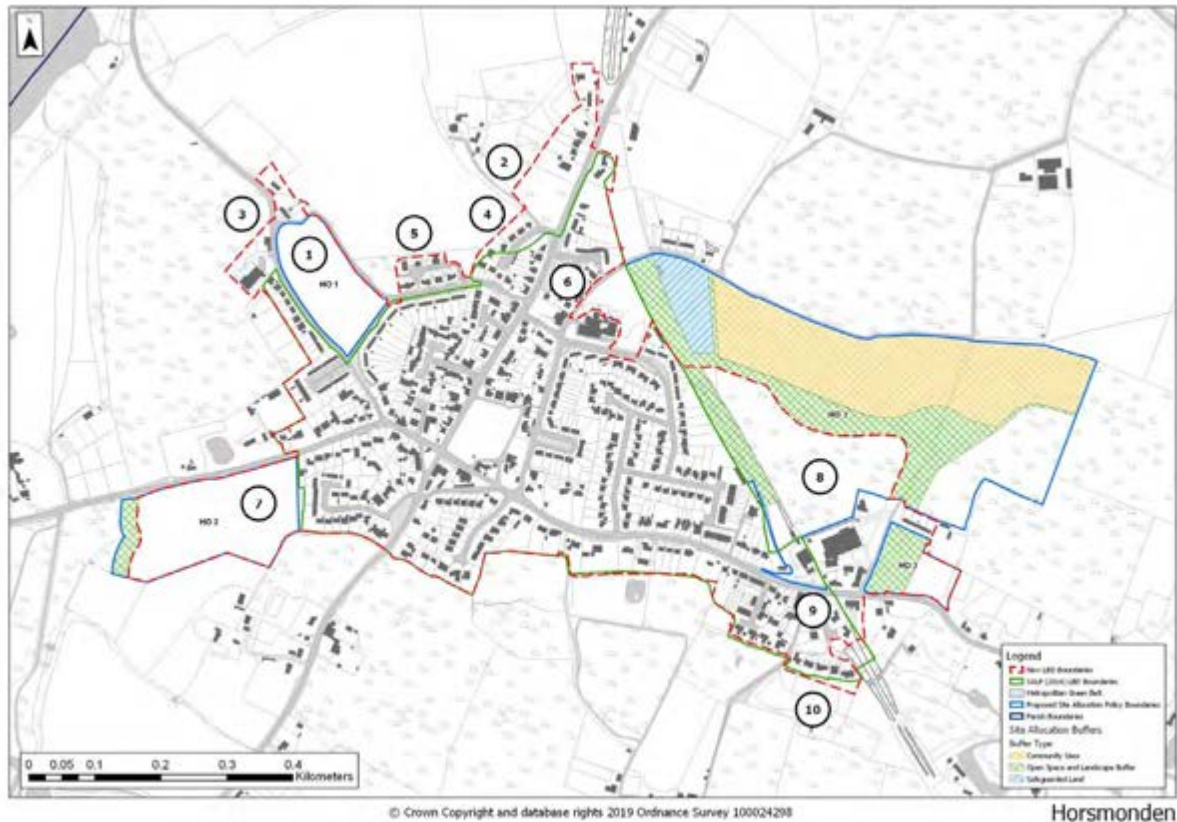 N
2
3
4
5
1
HO 1
6
HO 3
8
7
HO 2
HO 3
9
10
Legend
New LBD Boundaries
SALP (2016) LBD Boundaries
Metropolitan Green Belt
Proposed Site Allocation Policy Boundaries
Parish Boundaries
Site Allocation Buffers
Buffer Type
Community Uses
Open Space and Landscape Buffer
Safeguarded Land
0 0.05 0.1 0.2 0.3 0.4
Kilometers
© Crown Copyright and database rights 2019 Ordnance Survey 100024298
Horsmonden